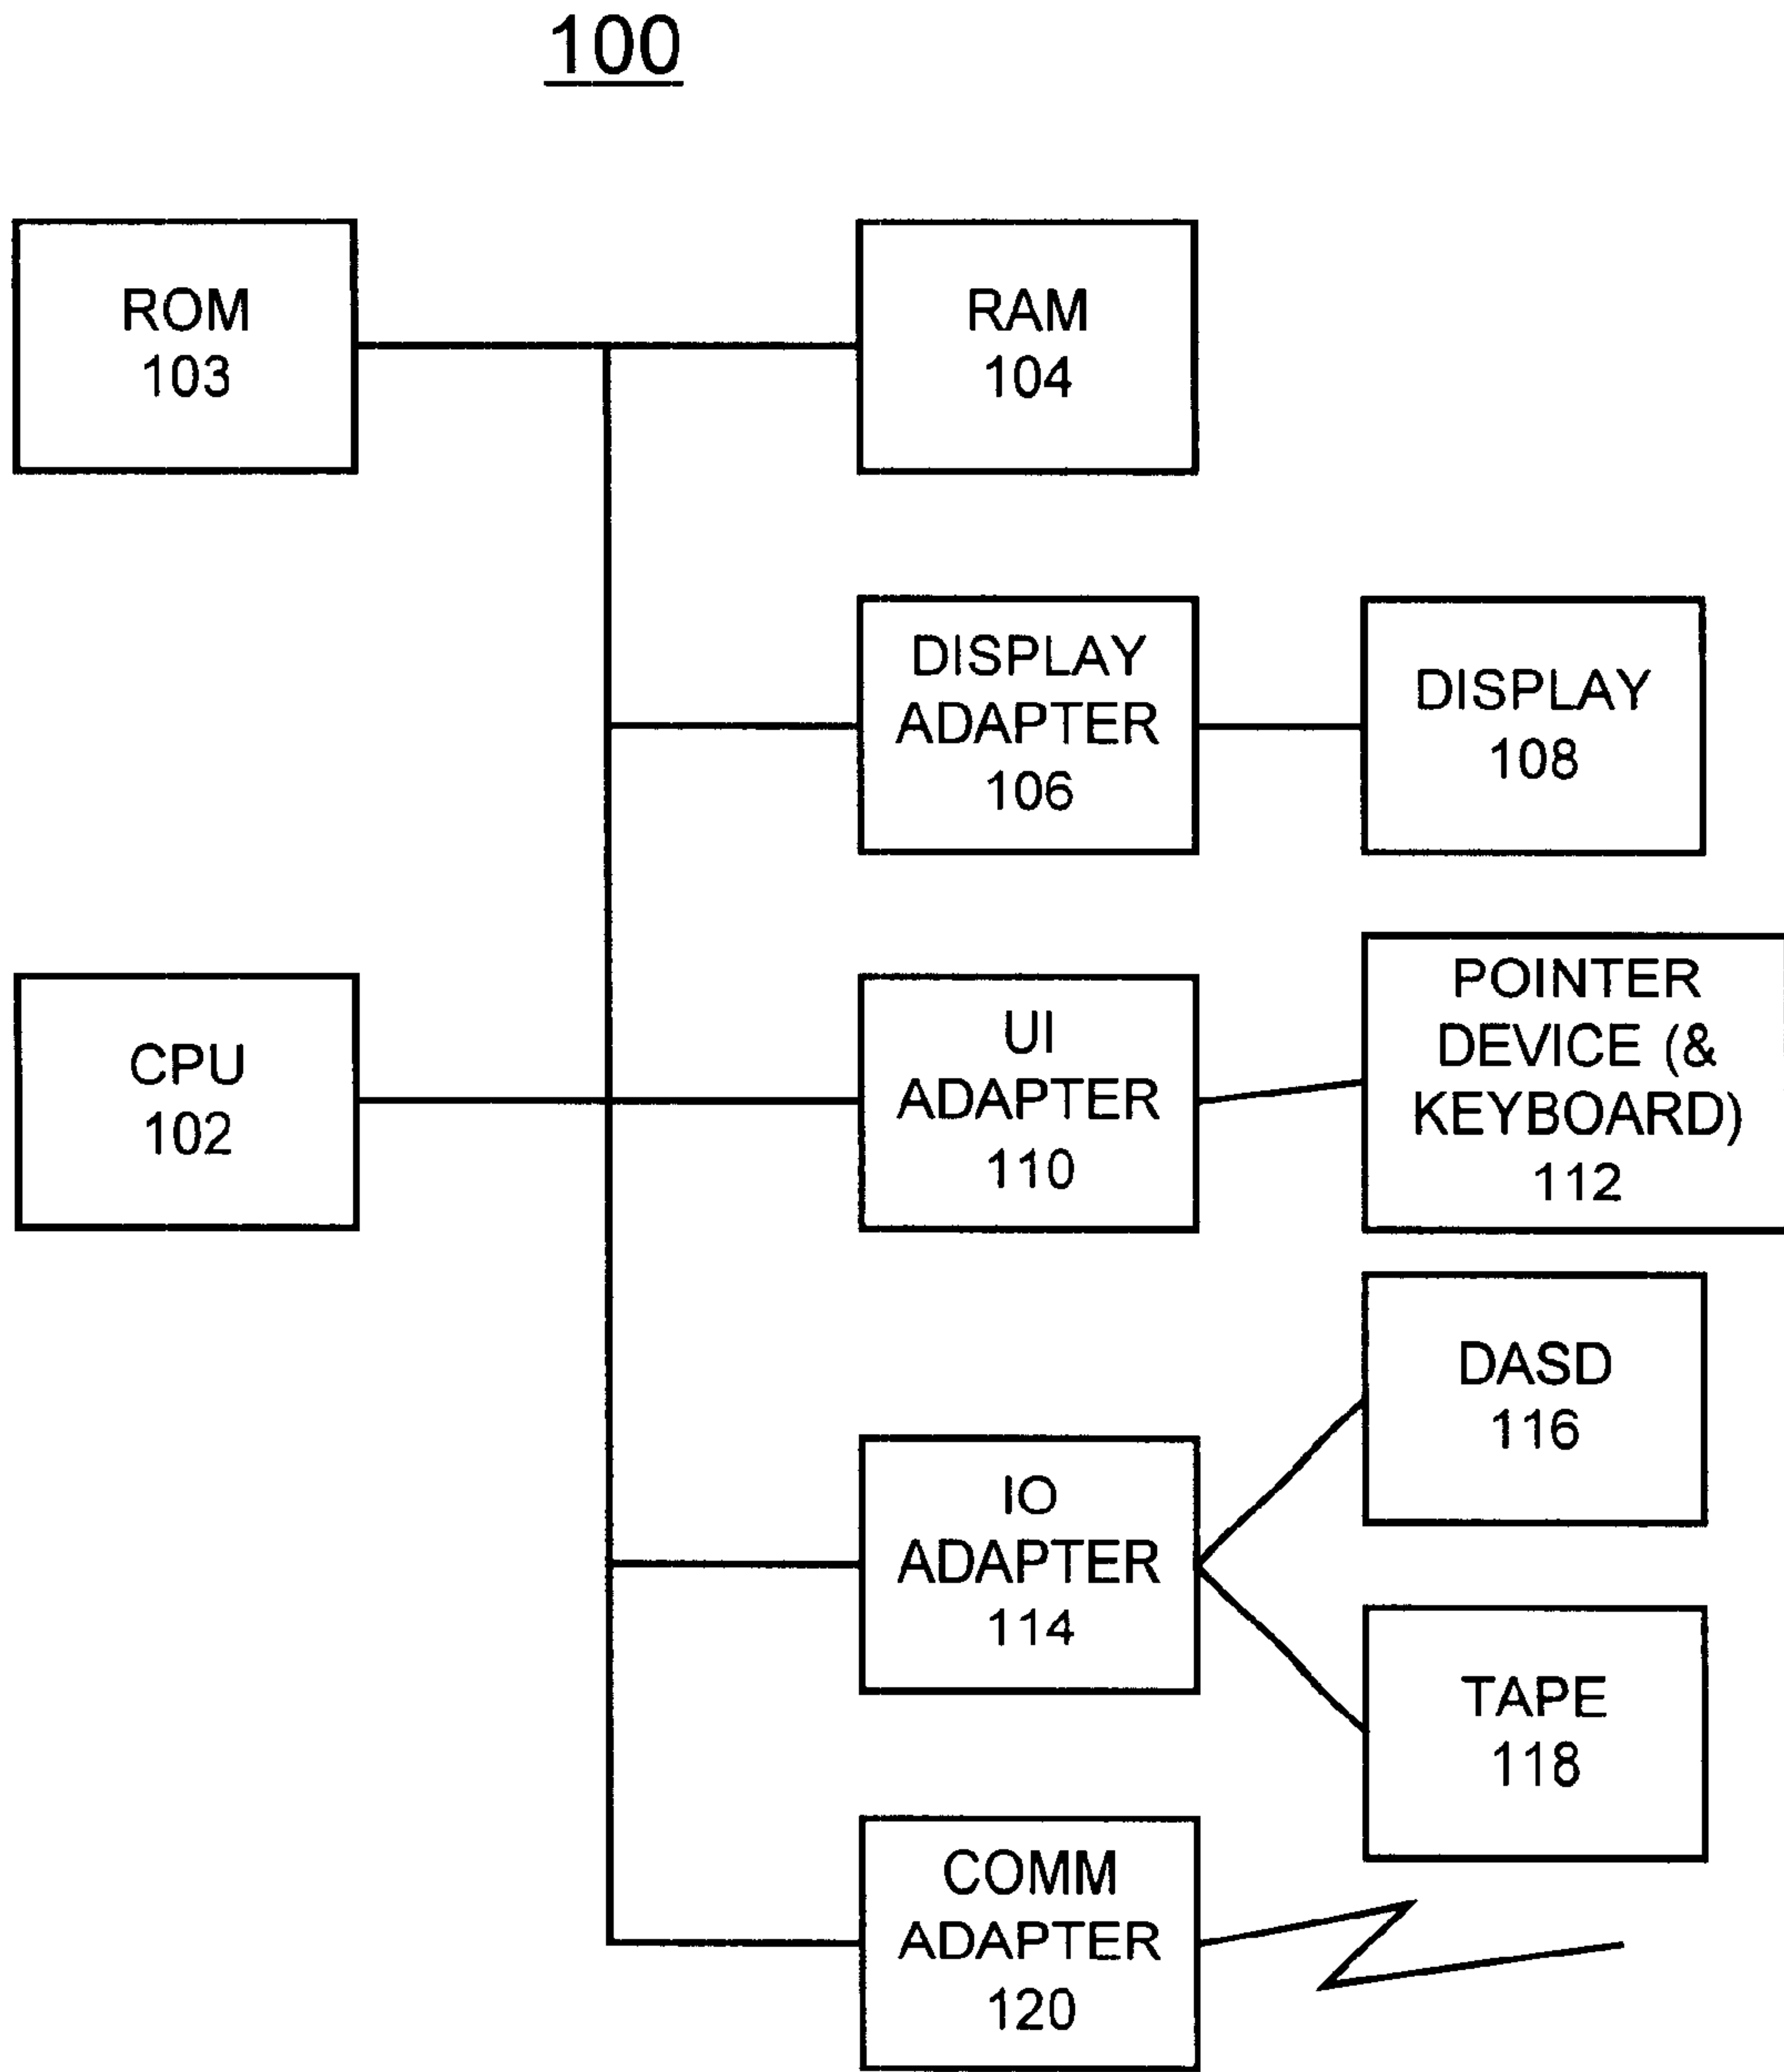 100
ROM
103
RAM
104
DISPLAY
ADAPTER
106
DISPLAY
108
CPU
102
UI
ADAPTER
110
POINTER
DEVICE (&
KEYBOARD)
112
DASD
116
IO
ADAPTER
114
TAPE
118
COMM
ADAPTER
120